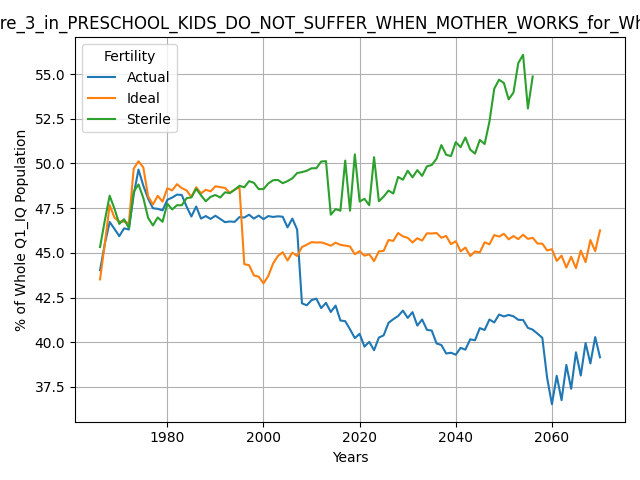 re_3_in_PRESCHOOL_KIDS_DO_NOT_SUFFER_WHEN_MOTHER_WORKS_for_Wh
Fertility
Actual
Ideal
Sterile
% of Whole Q1_IQ Population
55.0
52.5
50.0
47.5
45.0
42.5
40.0
37.5
1980
2000
2020
2040
2060
Years